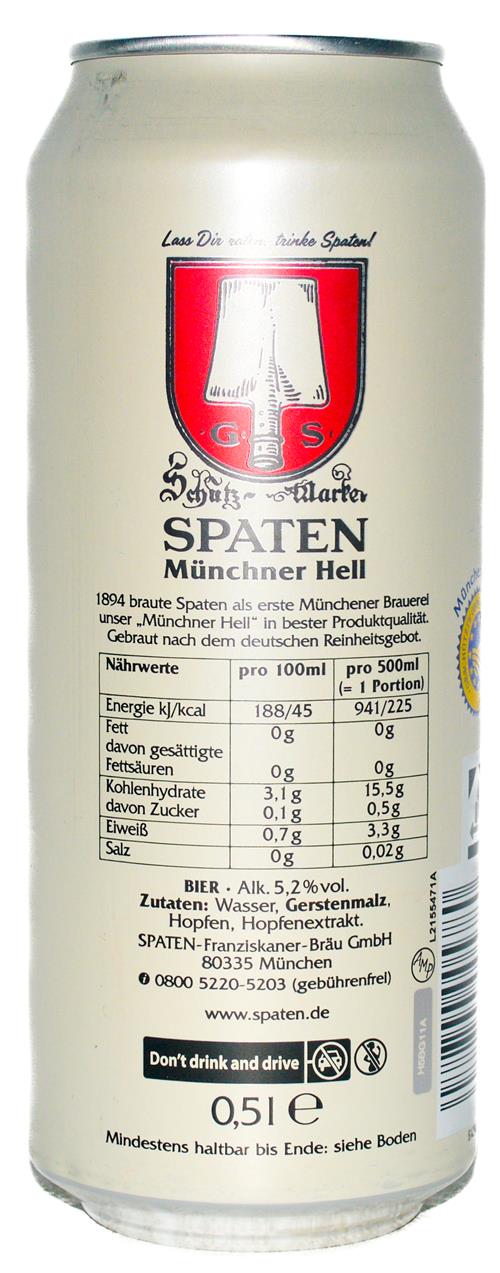 Lass Dir raten, trinke Spaten!
G S
Schutz-Marke
SPATEN
Münchner Hell
1894 braute Spaten als erste Münchener Brauerei
unser „Münchner Hell“ in bester Produktqualität.
Gebraut nach dem deutschen Reinheitsgebot.
Nährwerte pro 100ml pro 500ml
(= 1 Portion)
Energie kJ/kcal 188/45 941/225
Fett 0g 0g
davon gesättigte
Fettsäuren 0g 0g
Kohlenhydrate 3,1g 15,5g
davon Zucker 0,1g 0,5g
Eiweiß 0,7g 3,3g
Salz 0g 0,02g
BIER · Alk. 5,2%vol.
Zutaten: Wasser, Gerstenmalz,
Hopfen, Hopfenextrakt.
SPATEN-Franziskaner-Bräu GmbH
80335 München
0800 5220-5203 (gebührenfrei)
www.spaten.de
Don't drink and drive
0,5l e
Mindestens haltbar bis Ende: siehe Boden
AMP
L2155471A
H5BG11A